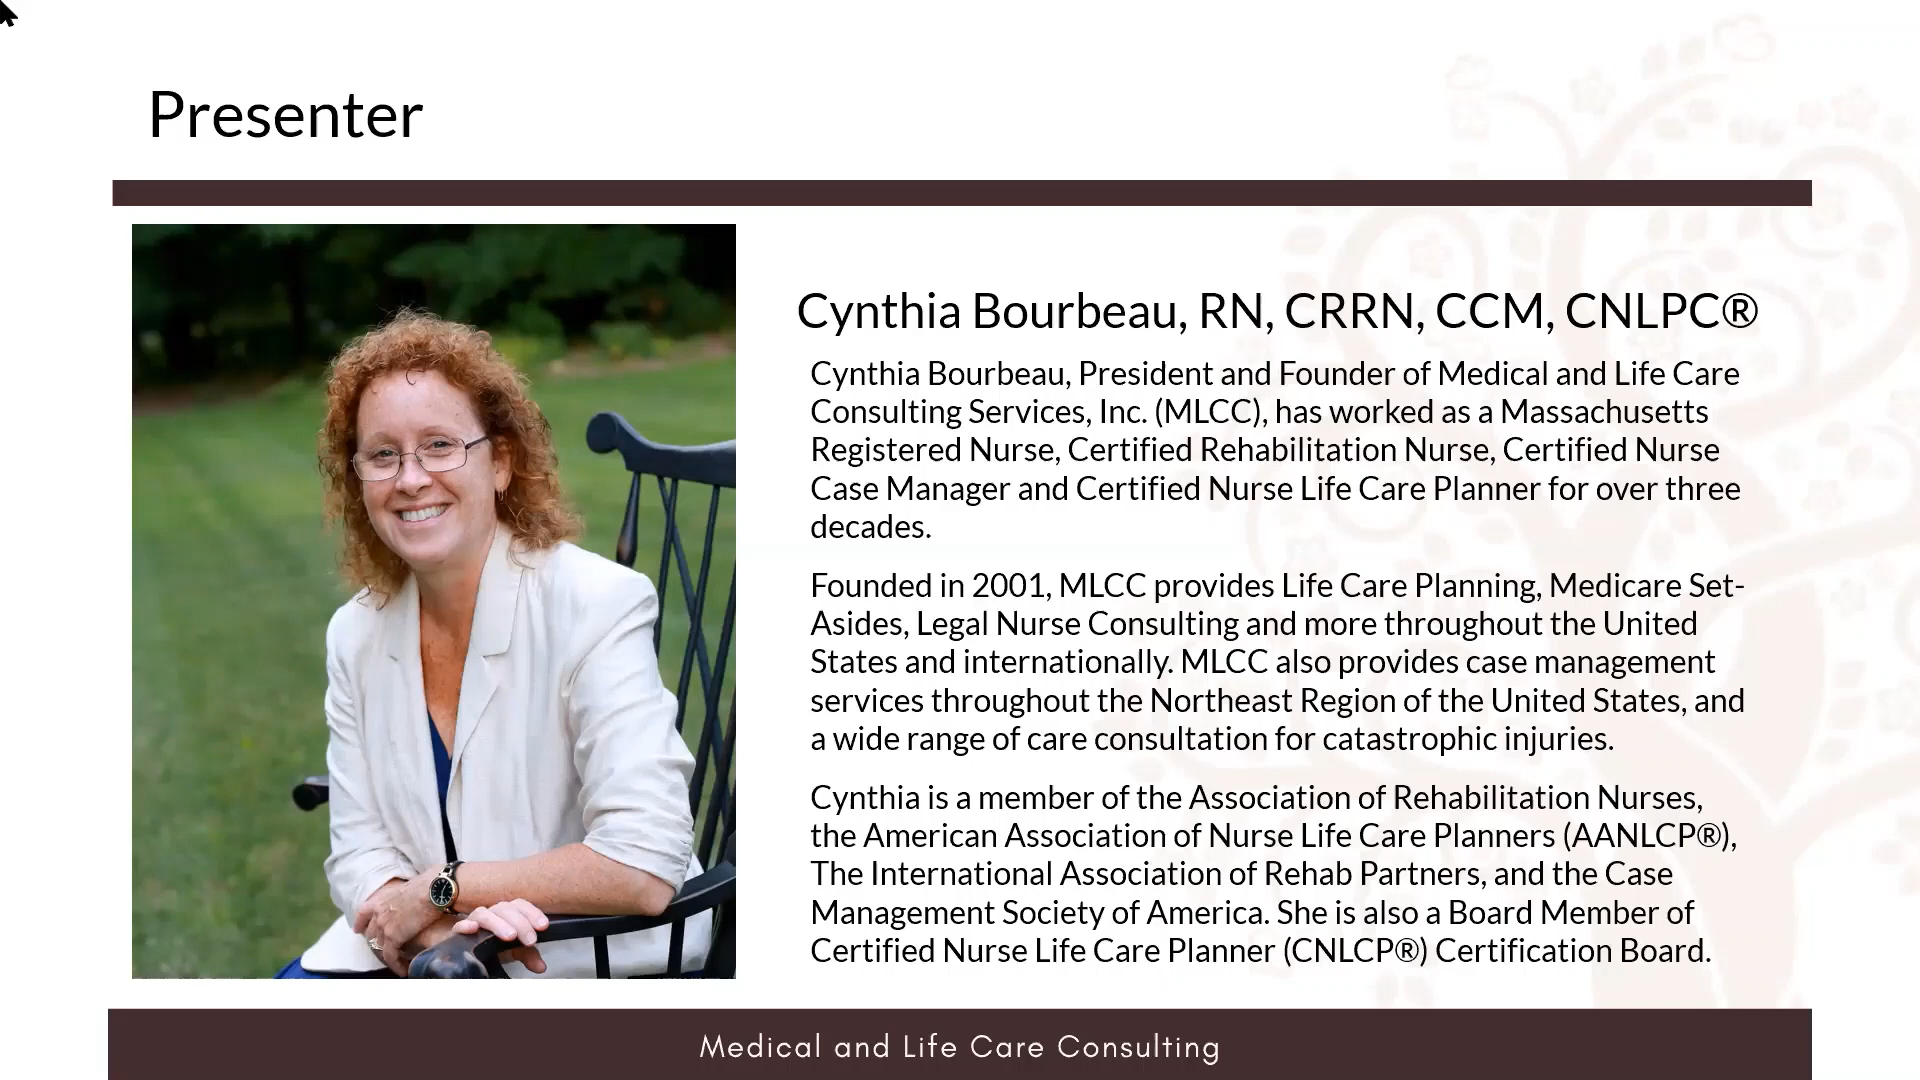 Presenter
Cynthia Bourbeau, RN, CRRN, CCM, CNLPC®
Cynthia Bourbeau, President and Founder of Medical and Life Care
Consulting Services, Inc. (MLCC), has worked as a Massachusetts
Registered Nurse, Certified Rehabilitation Nurse, Certified Nurse
Case Manager and Certified Nurse Life Care Planner for over three
decades.
Founded in 2001, MLCC provides Life Care Planning, Medicare Set-
Asides, Legal Nurse Consulting and more throughout the United
States and internationally. MLCC also provides case management
services throughout the Northeast Region of the United States, and
a wide range of care consultation for catastrophic injuries.
Cynthia is a member of the Association of Rehabilitation Nurses,
the American Association of Nurse Life Care Planners (AANLCP®),
The International Association of Rehab Partners, and the Case
Management Society of America. She is also a Board Member of
Certified Nurse Life Care Planner (CNLCP®) Certification Board.
Medical and Life Care Consulting